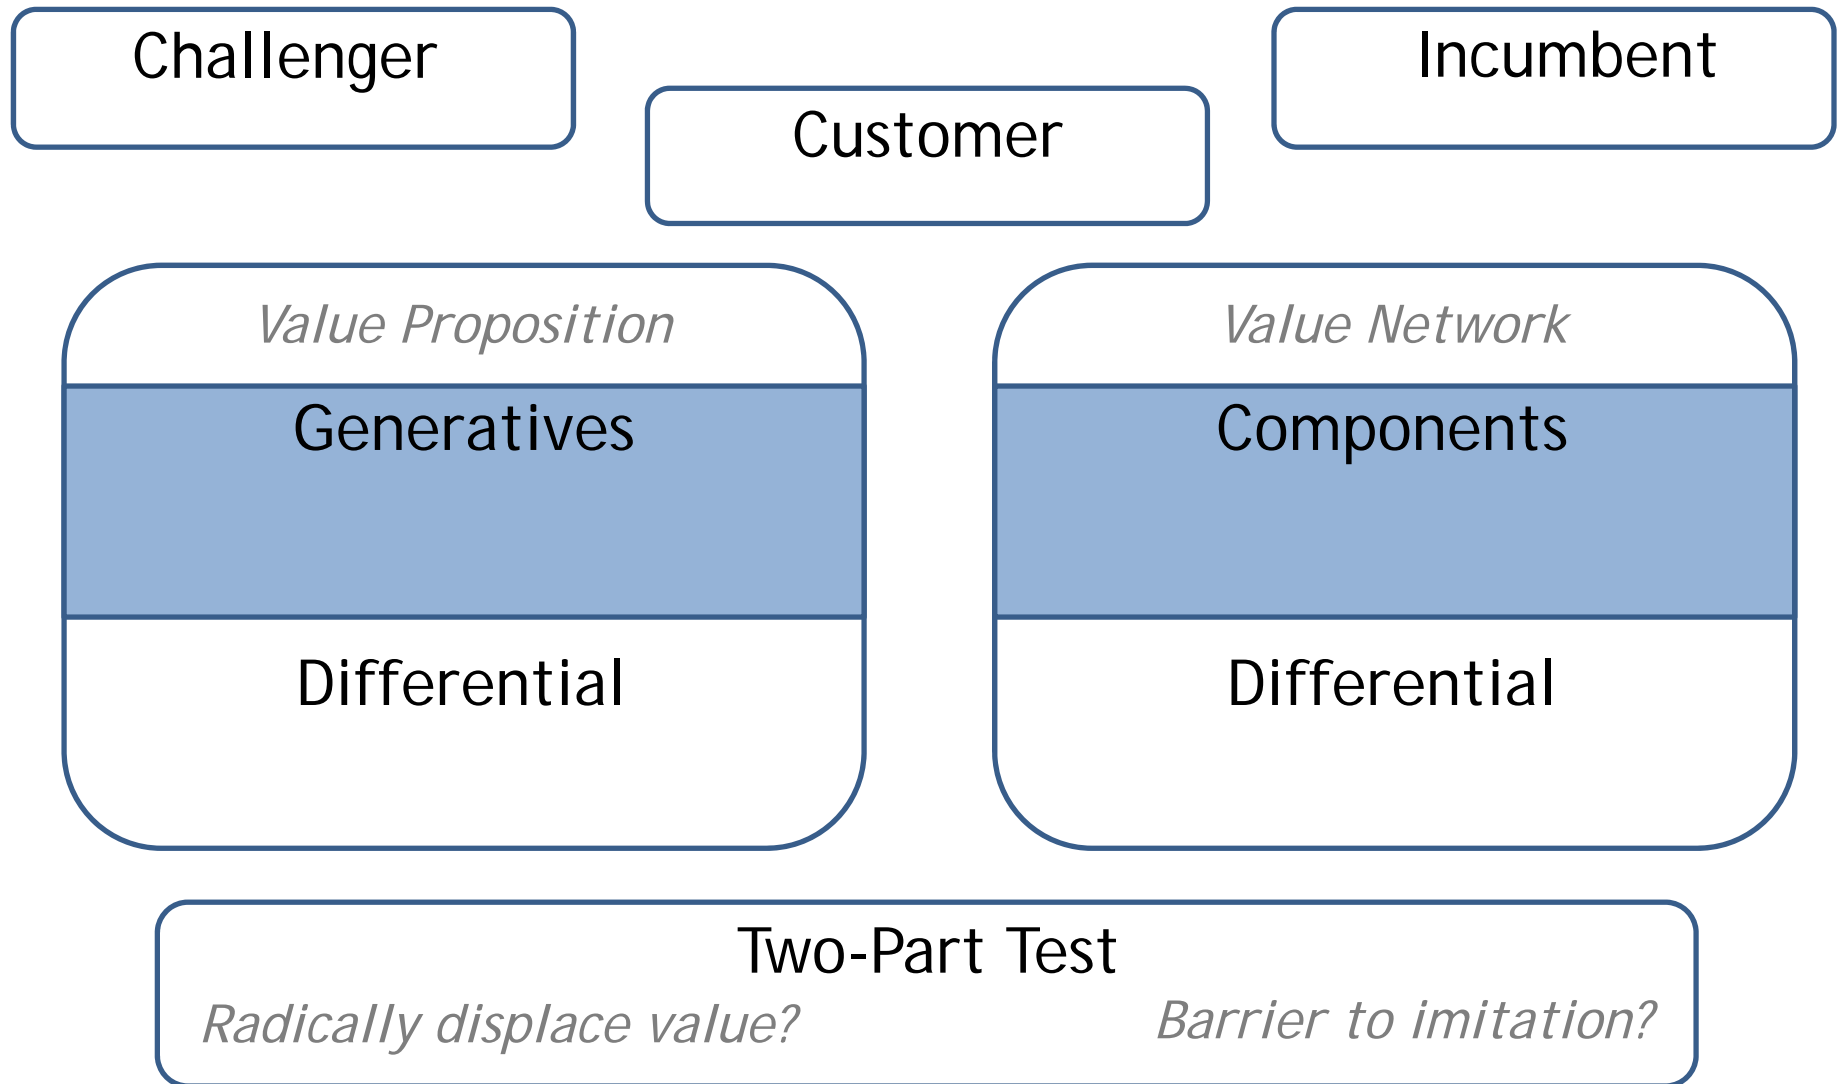 Challenger
Incumbent
Customer
Value Proposition
Generatives
Differential
Value Network
Components
Differential
Two-Part Test
Radically displace value?
Barrier to imitation?